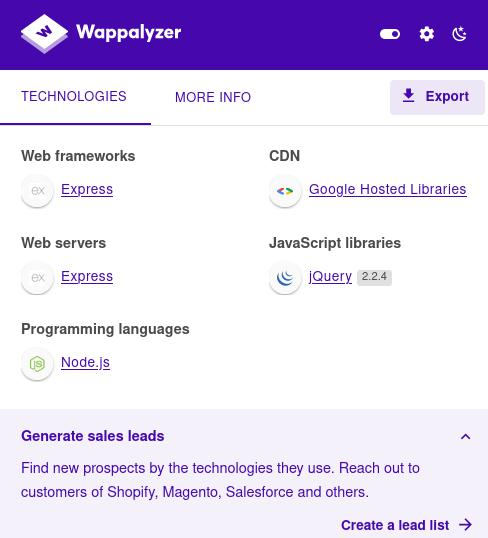 Wappalyzer
TECHNOLOGIES
MORE INFO
Export
Web frameworks
ex Express
Web servers
ex Express
Programming languages
JS Node.js
CDN
Google Hosted Libraries
JavaScript libraries
jQuery 2.2.4
Generate sales leads
Find new prospects by the technologies they use. Reach out to
customers of Shopify, Magento, Salesforce and others.
Create a lead list